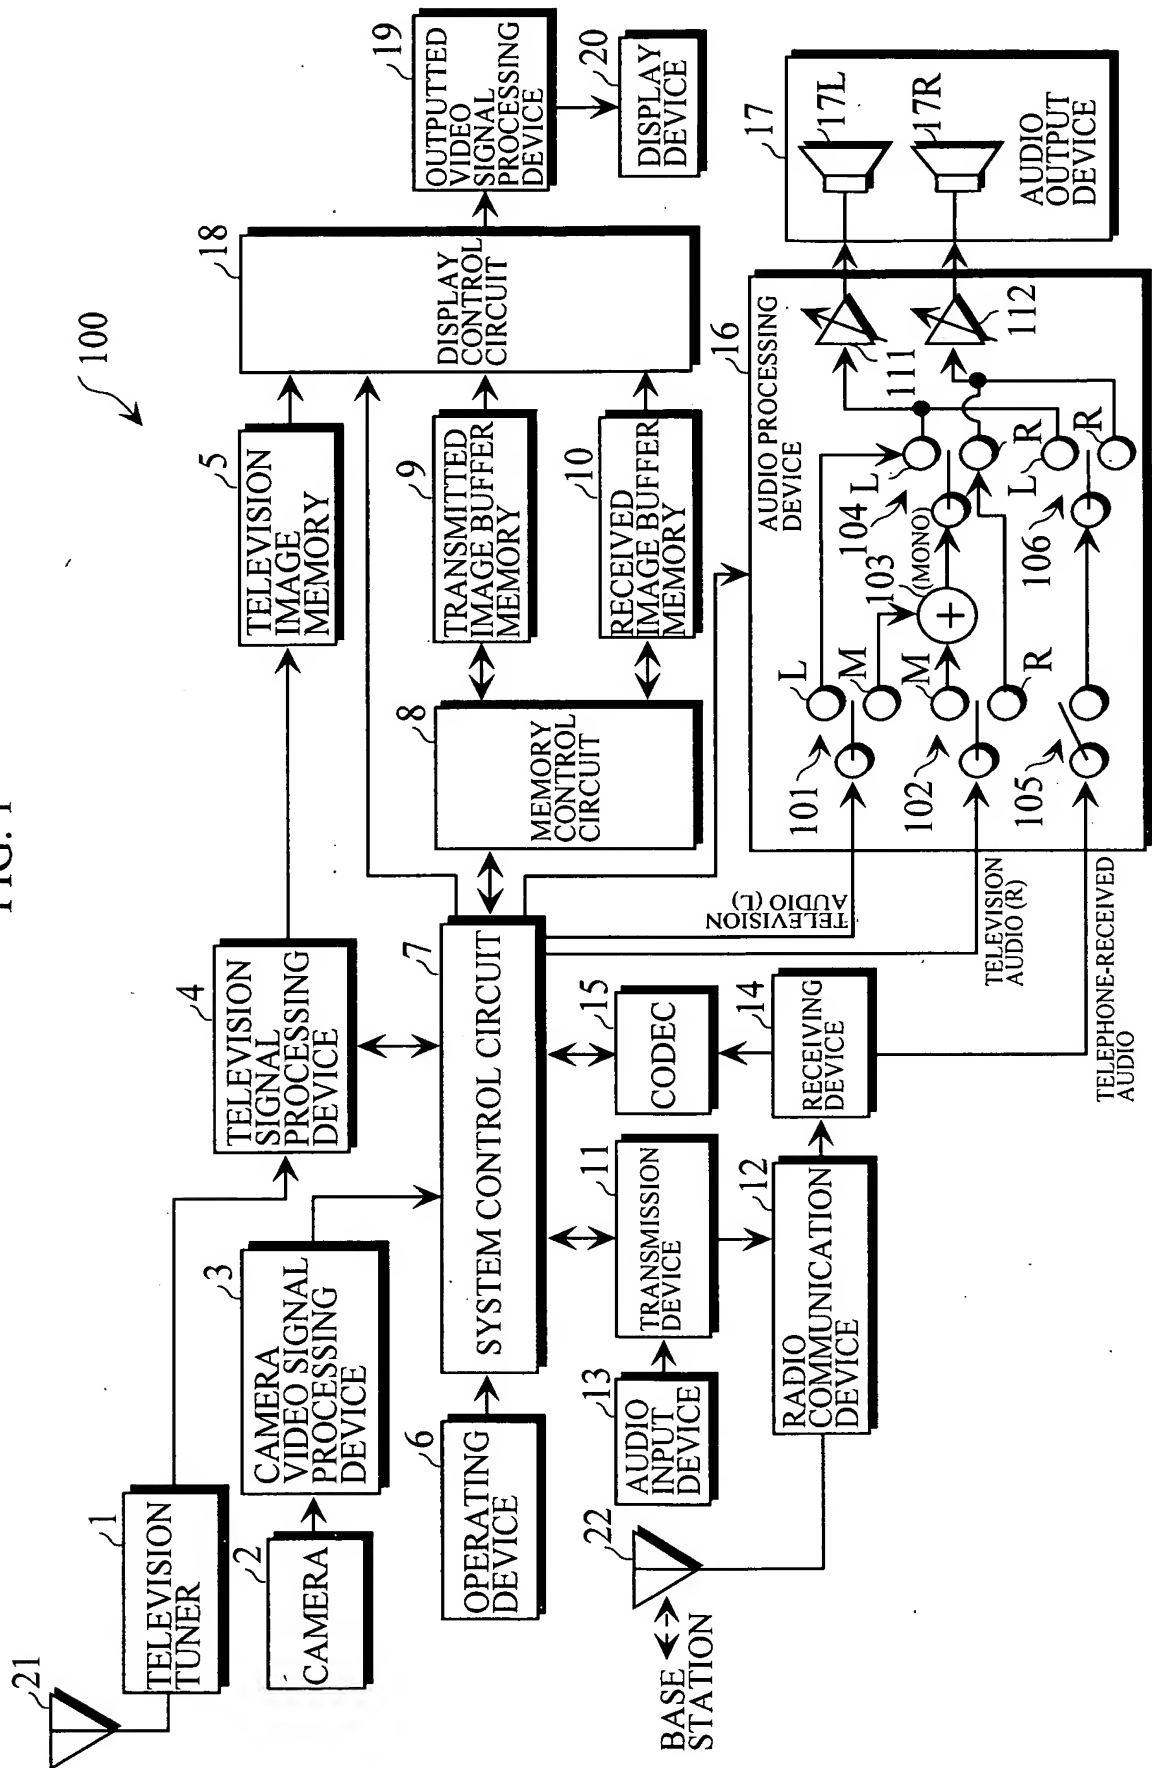 FIG. 1
100
21
1
TELEVISION
TUNER
2
CAMERA
3
CAMERA
VIDEO SIGNAL
PROCESSING
DEVICE
4
TELEVISION
SIGNAL
PROCESSING
DEVICE
5
TELEVISION
IMAGE
MEMORY
6
OPERATING
DEVICE
7
SYSTEM CONTROL CIRCUIT
8
MEMORY
CONTROL
CIRCUIT
9
TRANSMITTED
IMAGE BUFFER
MEMORY
10
RECEIVED
IMAGE BUFFER
MEMORY
18
DISPLAY
CONTROL
CIRCUIT
19
OUTPUTTED
VIDEO
SIGNAL
PROCESSING
DEVICE
20
DISPLAY
DEVICE
22
BASE
STATION
13
AUDIO
INPUT
DEVICE
11
TRANSMISSION
DEVICE
12
RADIO
COMMUNICATION
DEVICE
15
CODEC
14
RECEIVING
DEVICE
TELEVISION
AUDIO (L)
TELEVISION
AUDIO (R)
TELEPHONE-RECEIVED
AUDIO
16
AUDIO PROCESSING
DEVICE
101
L
M
102
M
R
103
(MONO)
104
L
R
105
106
L
R
111
112
17
17L
17R
AUDIO
OUTPUT
DEVICE